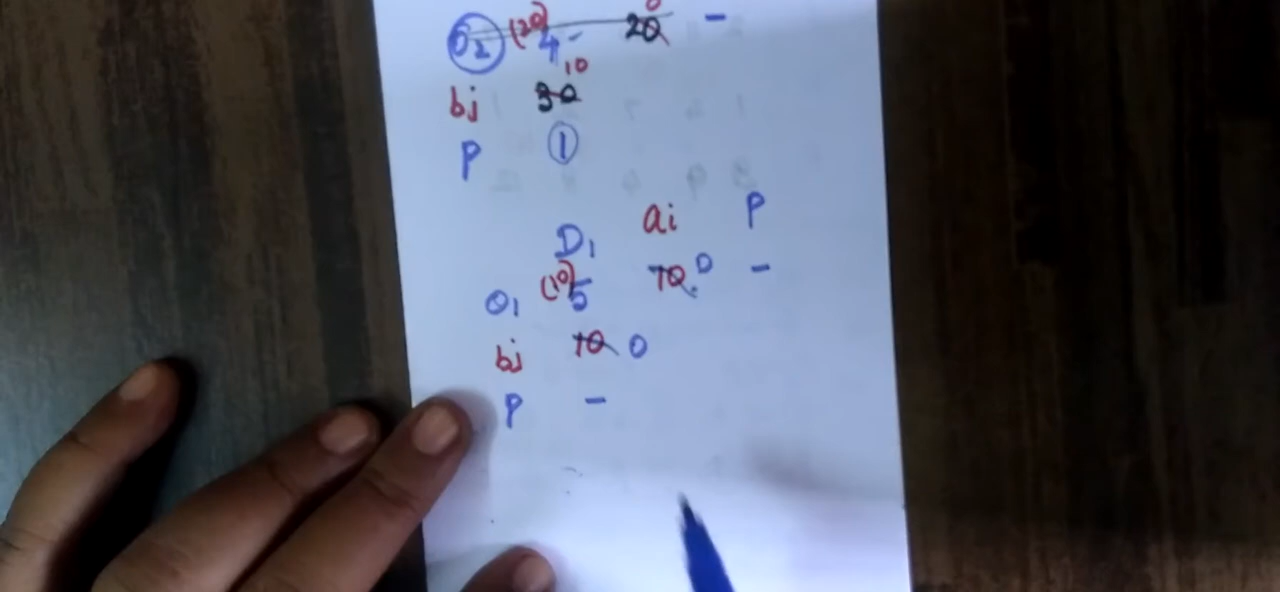 O2 (20) 4 - 20 0 -
10
bj 30
P 1
D1 ai P
O1 (10) 5 10 0 -
bj 10 0
P -